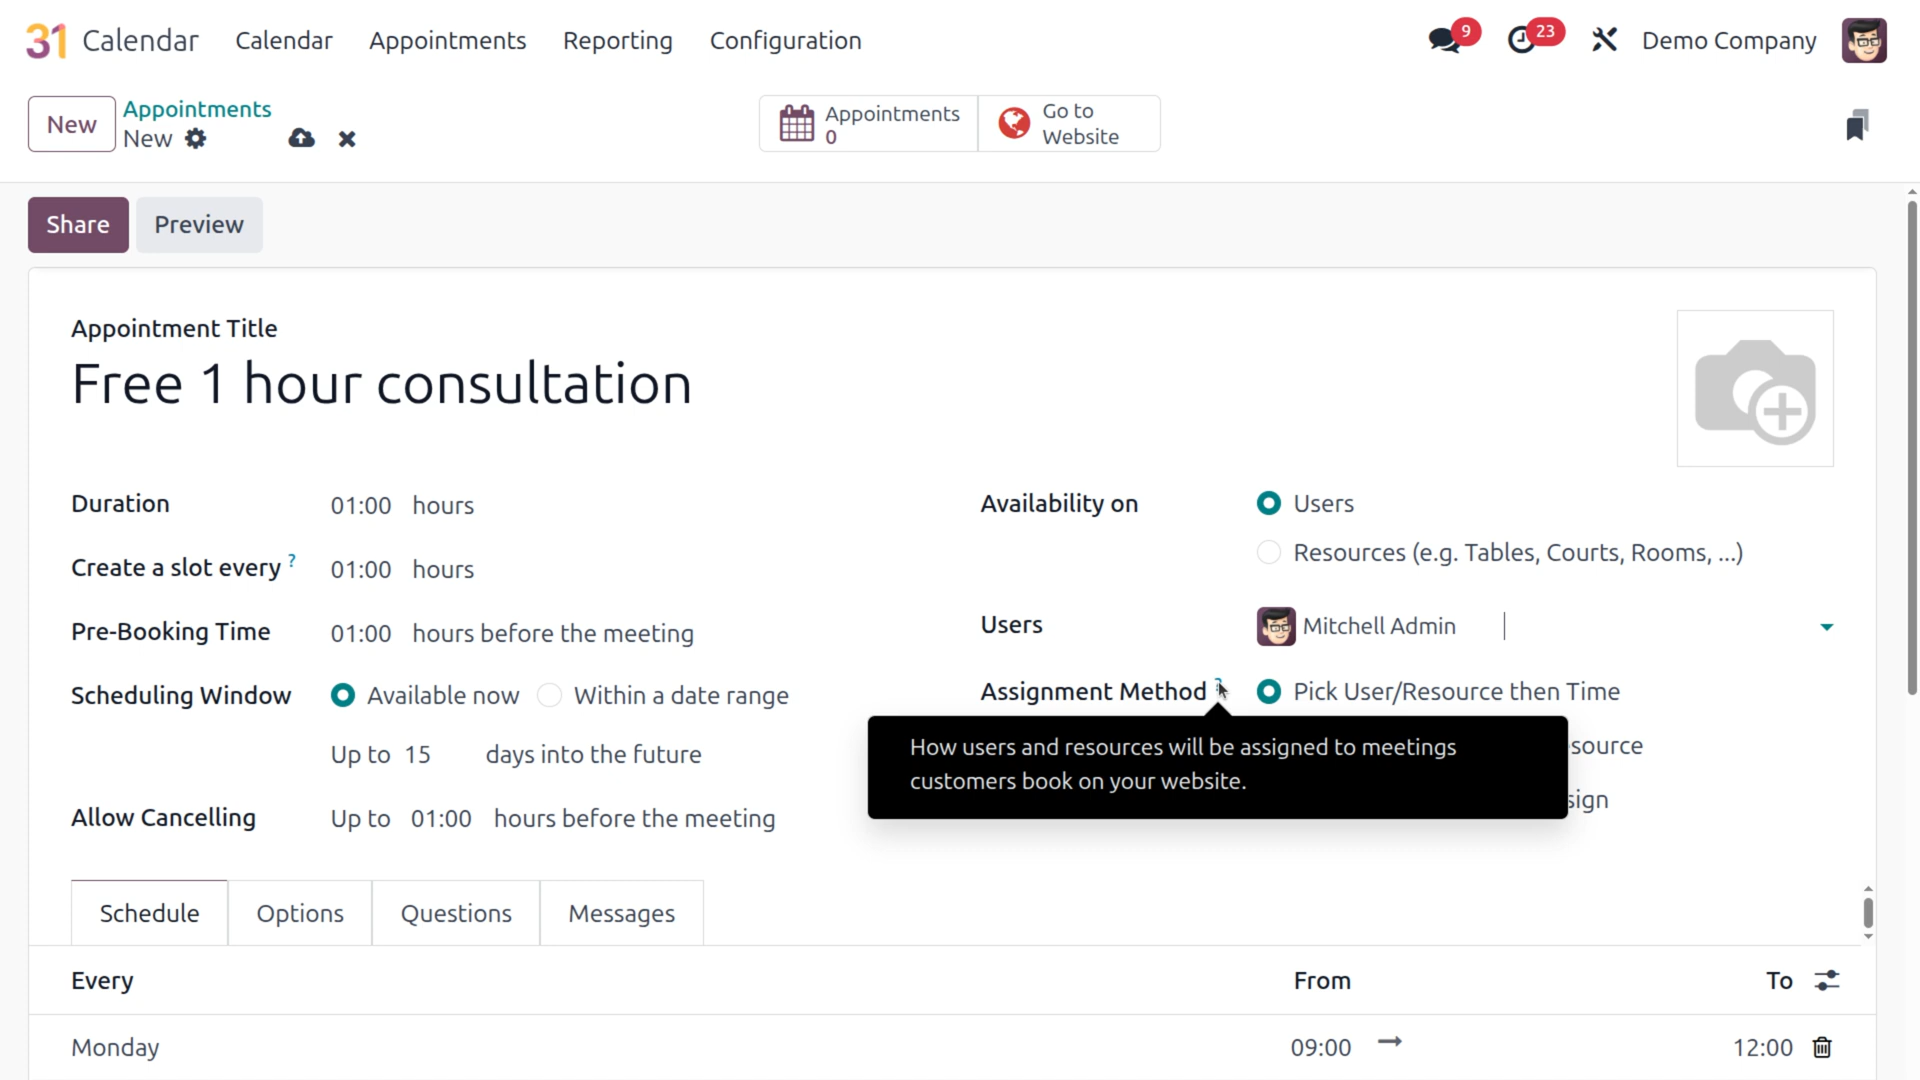 31 Calendar Calendar Appointments Reporting Configuration 9 23 Demo Company
New Appointments Appointments Go to
New 0 Website
Share Preview
Appointment Title
Free 1 hour consultation
Duration 01:00 hours Availability on Users
Resources (e.g. Tables, Courts, Rooms, ...)
Create a slot every ? 01:00 hours
Pre-Booking Time 01:00 hours before the meeting Users Mitchell Admin
Scheduling Window Available now Within a date range Assignment Method ? Pick User/Resource then Time
Up to 15 days into the future How users and resources will be assigned to meetings
customers book on your website.
Allow Cancelling Up to 01:00 hours before the meeting
Schedule Options Questions Messages
Every From To
Monday 09:00 12:00